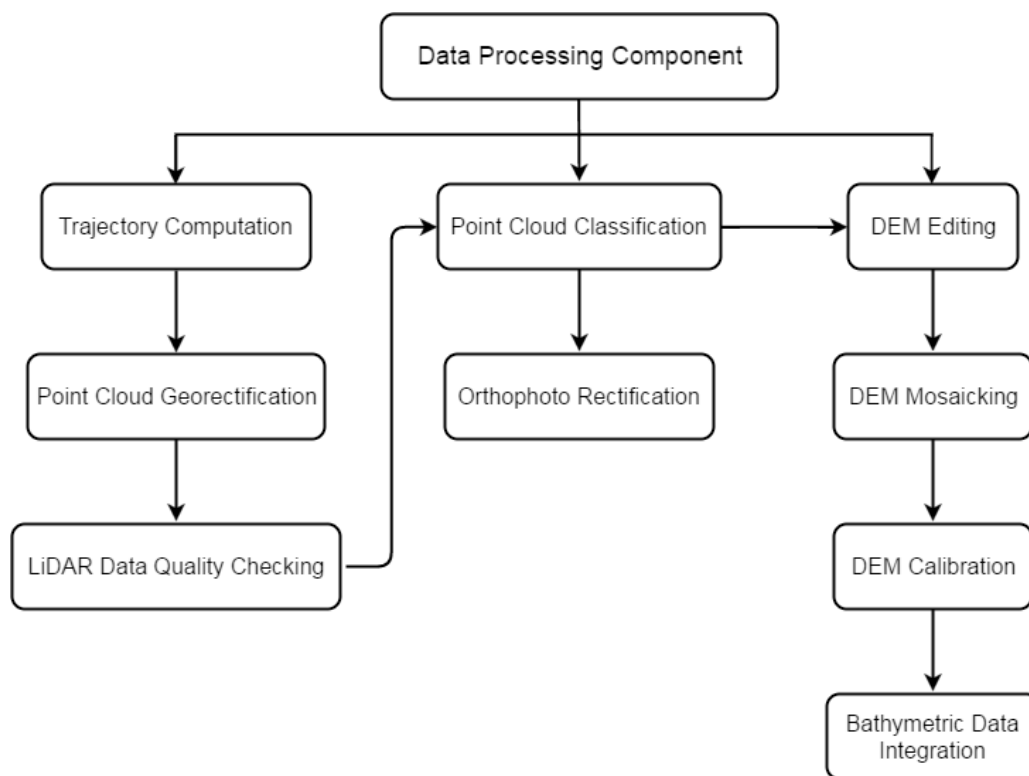 Data Processing Component
Trajectory Computation
Point Cloud Classification
DEM Editing
Point Cloud Georectification
Orthophoto Rectification
DEM Mosaicking
LiDAR Data Quality Checking
DEM Calibration
Bathymetric Data
Integration